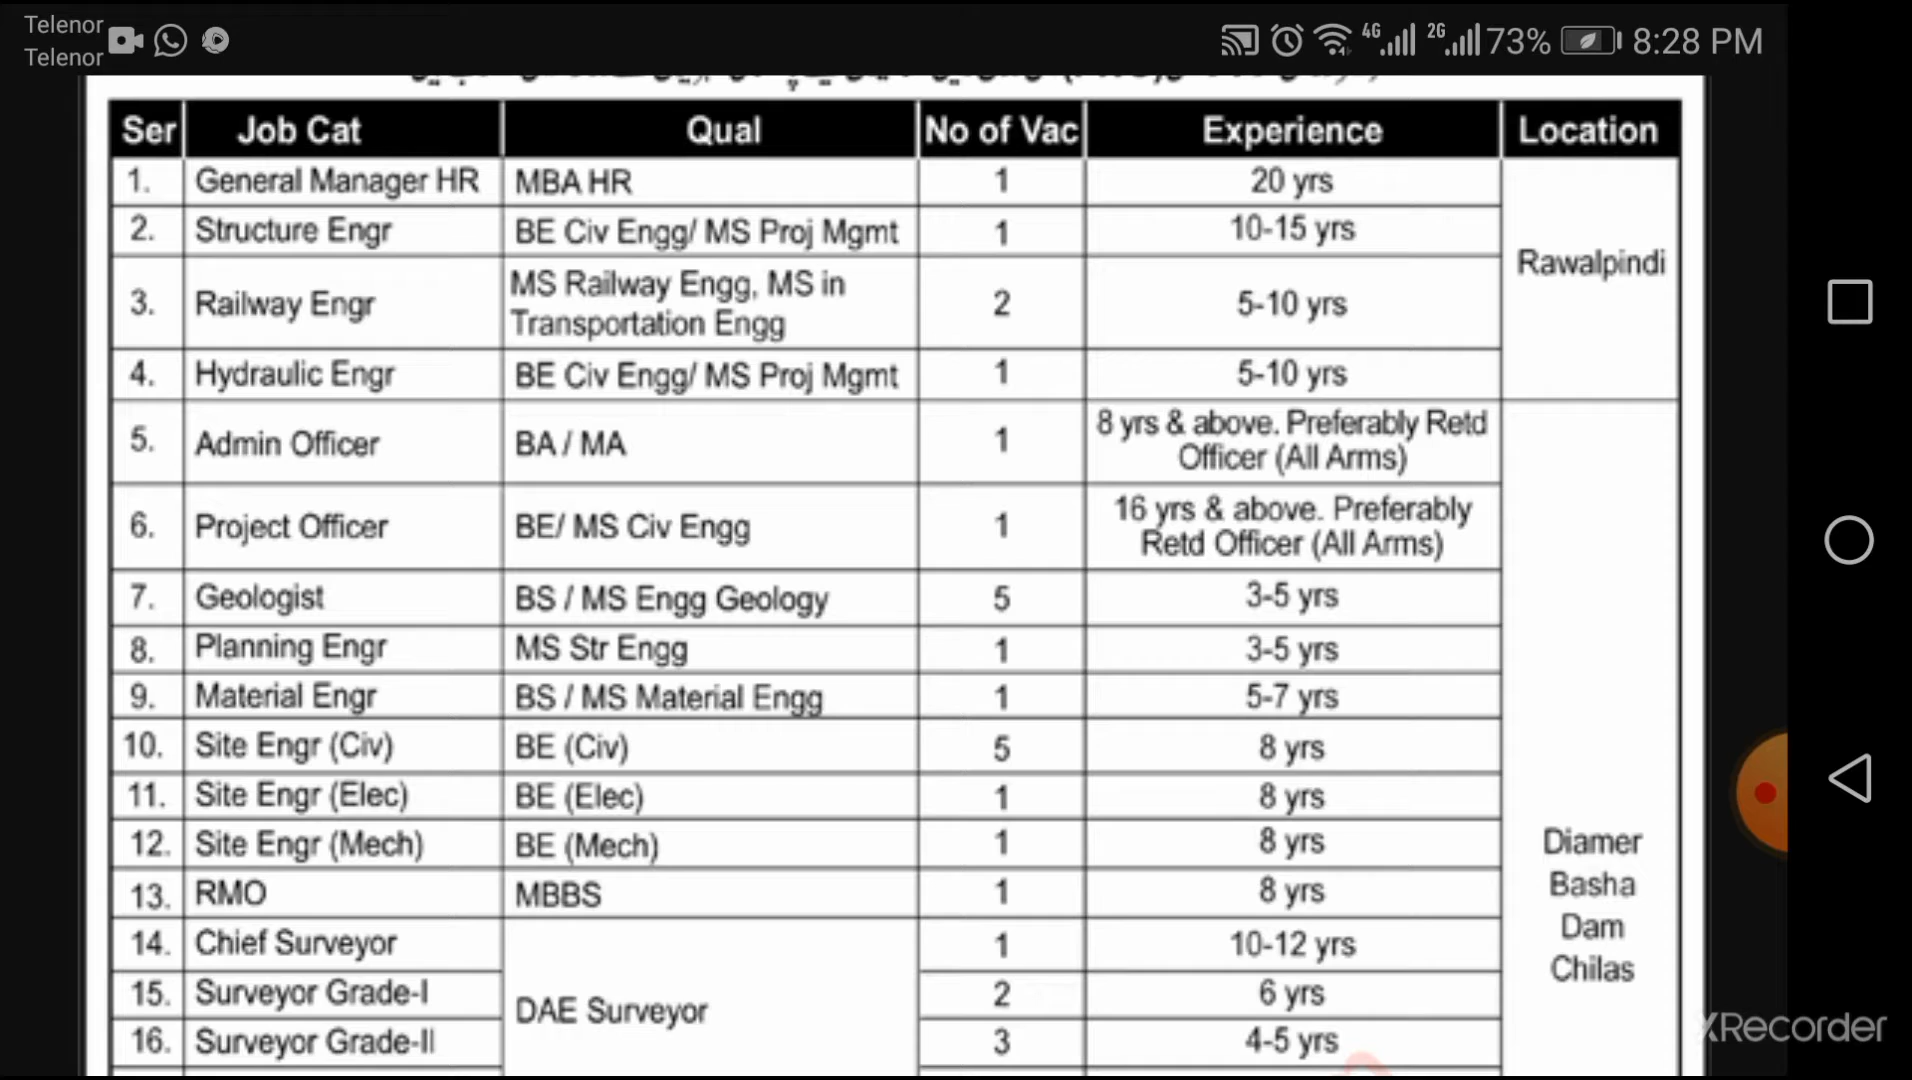 Telenor
Telenor
4G
2G
73%
8:28 PM
Ser Job Cat Qual No of Vac Experience Location
1. General Manager HR MBA HR 1 20 yrs
2. Structure Engr BE Civ Engg/ MS Proj Mgmt 1 10-15 yrs
Rawalpindi
3. Railway Engr MS Railway Engg, MS in
Transportation Engg 2 5-10 yrs
4. Hydraulic Engr BE Civ Engg/ MS Proj Mgmt 1 5-10 yrs
5. Admin Officer BA / MA 1 8 yrs & above. Preferably Retd
Officer (All Arms)
6. Project Officer BE/ MS Civ Engg 1 16 yrs & above. Preferably
Retd Officer (All Arms)
7. Geologist BS / MS Engg Geology 5 3-5 yrs
8. Planning Engr MS Str Engg 1 3-5 yrs
9. Material Engr BS / MS Material Engg 1 5-7 yrs
10. Site Engr (Civ) BE (Civ) 5 8 yrs
11. Site Engr (Elec) BE (Elec) 1 8 yrs
12. Site Engr (Mech) BE (Mech) 1 8 yrs
13. RMO MBBS 1 8 yrs
14. Chief Surveyor 1 10-12 yrs
15. Surveyor Grade-I DAE Surveyor 2 6 yrs
16. Surveyor Grade-II 3 4-5 yrs
Diamer
Basha
Dam
Chilas
XRecorder